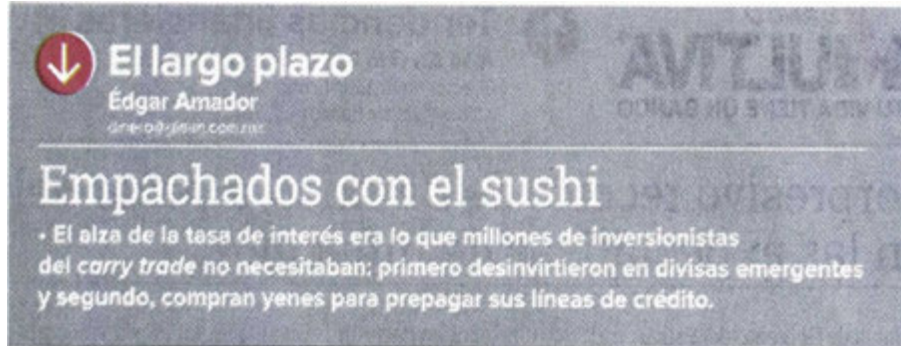 El largo plazo
Édgar Amador
Empachados con el sushi
• El alza de la tasa de interés era lo que millones de inversionistas
del carry trade no necesitaban: primero desinvirtieron en divisas emergentes
y segundo, compran yenes para prepagar sus líneas de crédito.